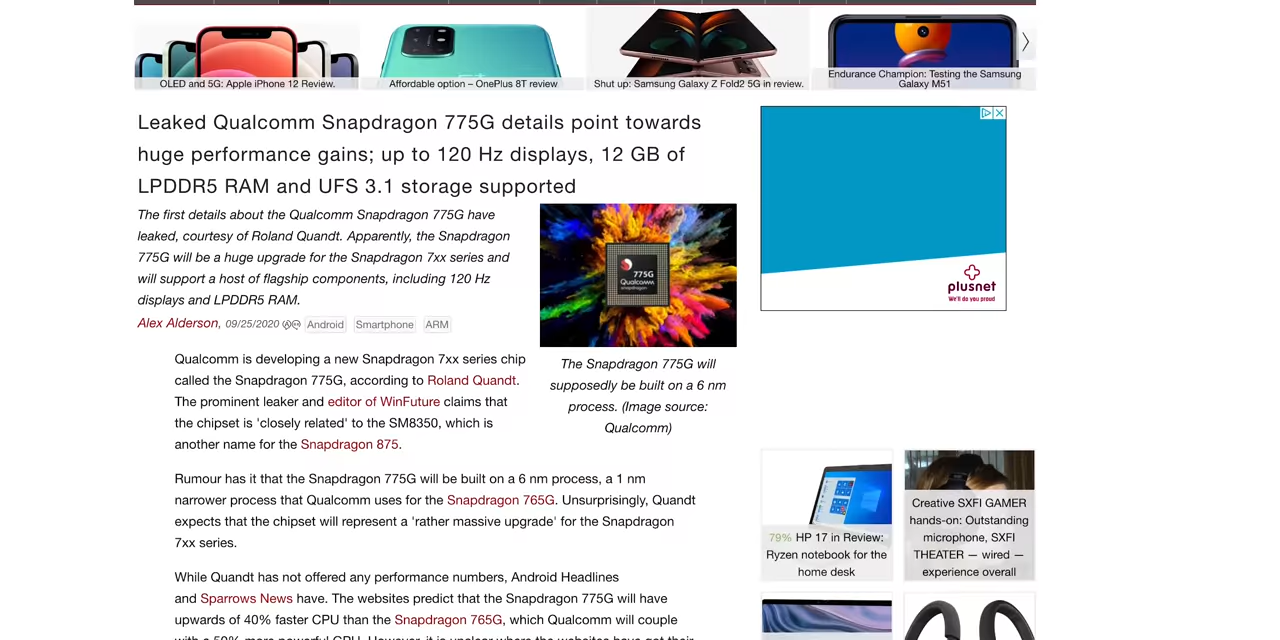 OLED and 5G: Apple iPhone 12 Review.
Affordable option – OnePlus 8T review
Shut up: Samsung Galaxy Z Fold2 5G in review.
Endurance Champion: Testing the Samsung
Galaxy M51
Leaked Qualcomm Snapdragon 775G details point towards
huge performance gains; up to 120 Hz displays, 12 GB of
LPDDR5 RAM and UFS 3.1 storage supported
The first details about the Qualcomm Snapdragon 775G have
leaked, courtesy of Roland Quandt. Apparently, the Snapdragon
775G will be a huge upgrade for the Snapdragon 7xx series and
will support a host of flagship components, including 120 Hz
displays and LPDDR5 RAM.
Alex Alderson, 09/25/2020 Android Smartphone ARM
775G
Qualcomm
snapdragon
The Snapdragon 775G will
supposedly be built on a 6 nm
process. (Image source:
Qualcomm)
Qualcomm is developing a new Snapdragon 7xx series chip
called the Snapdragon 775G, according to Roland Quandt.
The prominent leaker and editor of WinFuture claims that
the chipset is 'closely related' to the SM8350, which is
another name for the Snapdragon 875.
Rumour has it that the Snapdragon 775G will be built on a 6 nm process, a 1 nm
narrower process that Qualcomm uses for the Snapdragon 765G. Unsurprisingly, Quandt
expects that the chipset will represent a 'rather massive upgrade' for the Snapdragon
7xx series.
While Quandt has not offered any performance numbers, Android Headlines
and Sparrows News have. The websites predict that the Snapdragon 775G will have
upwards of 40% faster CPU than the Snapdragon 765G, which Qualcomm will couple
plusnet
We'll do you proud
79% HP 17 in Review:
Ryzen notebook for the
home desk
Creative SXFI GAMER
hands-on: Outstanding
microphone, SXFI
THEATER — wired —
experience overall